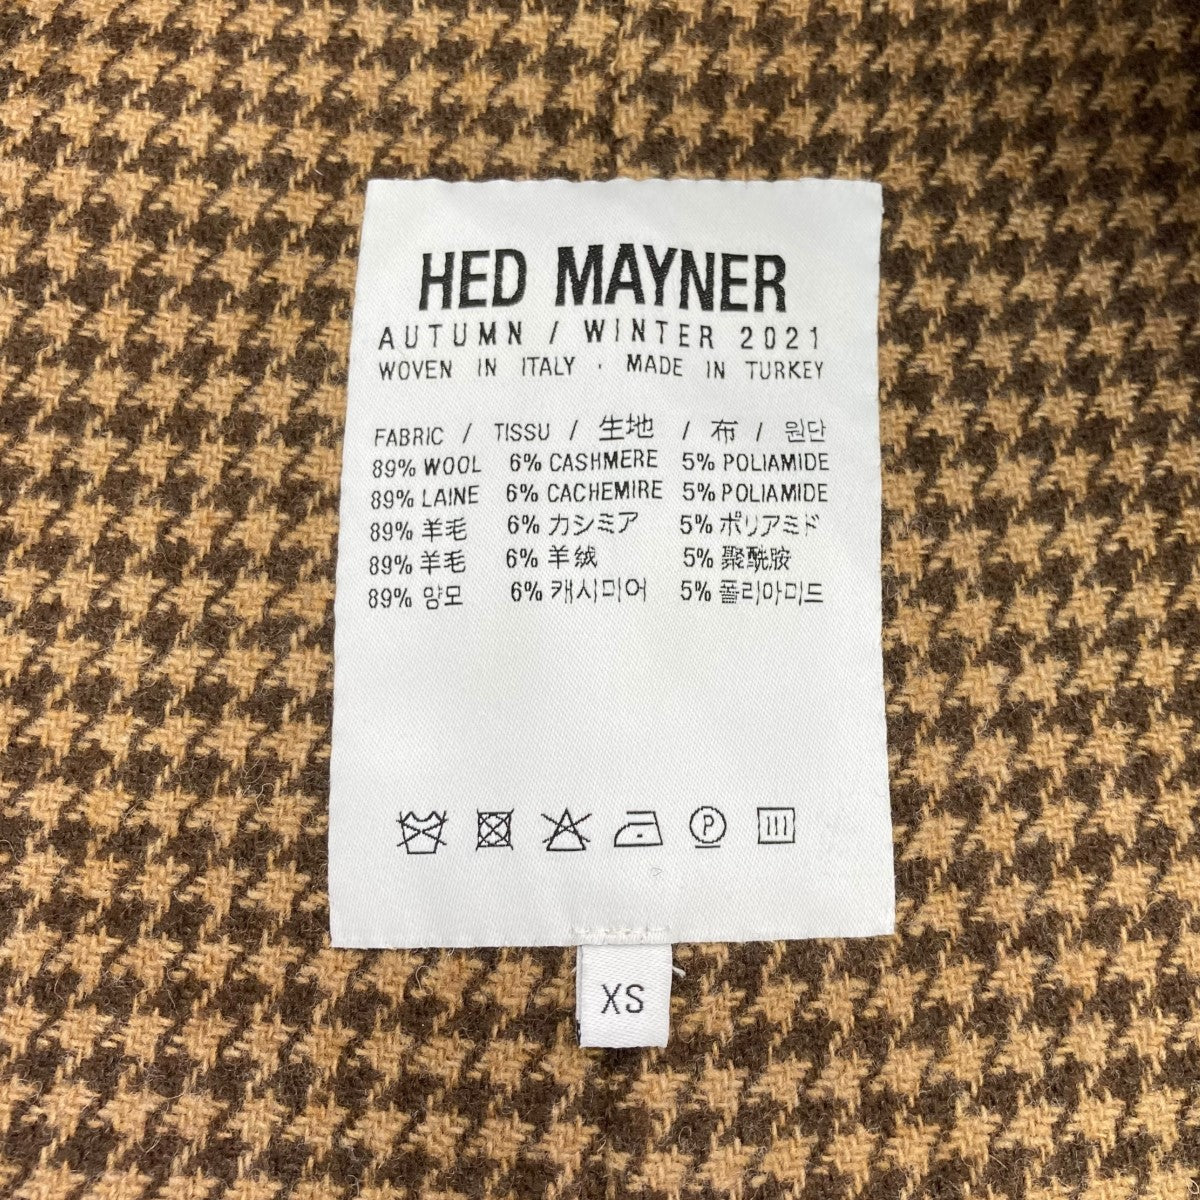 HED MAYNER
AUTUMN / WINTER 2021
WOVEN IN ITALY · MADE IN TURKEY
FABRIC / TISSU / 生地 / 布 / 원단
89% WOOL 6% CASHMERE 5% POLIAMIDE
89% LAINE 6% CACHEMIRE 5% POLIAMIDE
89% 羊毛 6% カシミア 5% ポリアミド
89% 羊毛 6% 羊绒 5% 聚酰胺
89% 양모 6% 캐시미어 5% 폴리아미드
P
XS